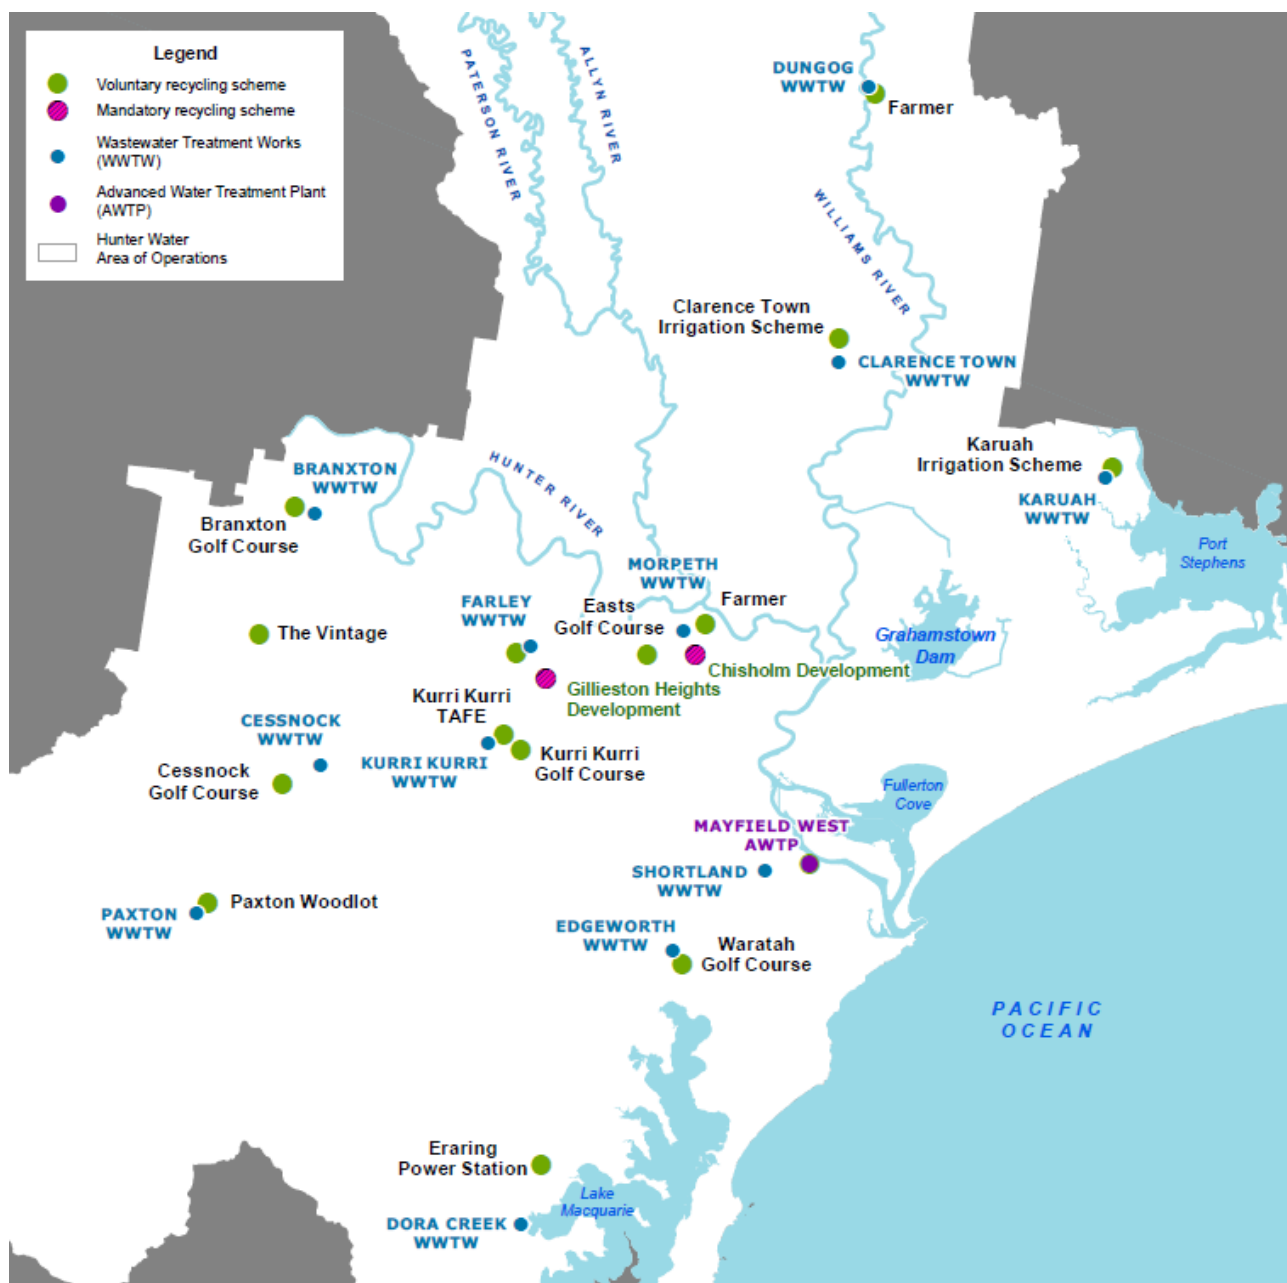 Legend
Voluntary recycling scheme
Mandatory recycling scheme
Wastewater Treatment Works
(WWTW)
Advanced Water Treatment Plant
(AWTP)
Hunter Water
Area of Operations
PATERSON RIVER
ALLYN RIVER
DUNGOG
WWTW
Farmer
WILLIAMS RIVER
Clarence Town
Irrigation Scheme
CLARENCE TOWN
WWTW
Karuah
Irrigation Scheme
KARUAH
WWTW
Port
Stephens
BRANXTON
WWTW
Branxton
Golf Course
HUNTER RIVER
MORPETH
WWTW
Farmer
Easts
Golf Course
FARLEY
WWTW
The Vintage
Grahamstown
Dam
Chisholm Development
Gillieston Heights
Development
Kurri Kurri
TAFE
CESSNOCK
WWTW
KURRI KURRI
WWTW
Kurri Kurri
Golf Course
Cessnock
Golf Course
Fullerton
Cove
MAYFIELD WEST
AWTP
SHORTLAND
WWTW
PAXTON
WWTW
Paxton Woodlot
EDGEWORTH
WWTW
Waratah
Golf Course
PACIFIC
OCEAN
Eraring
Power Station
Lake
Macquarie
DORA CREEK
WWTW